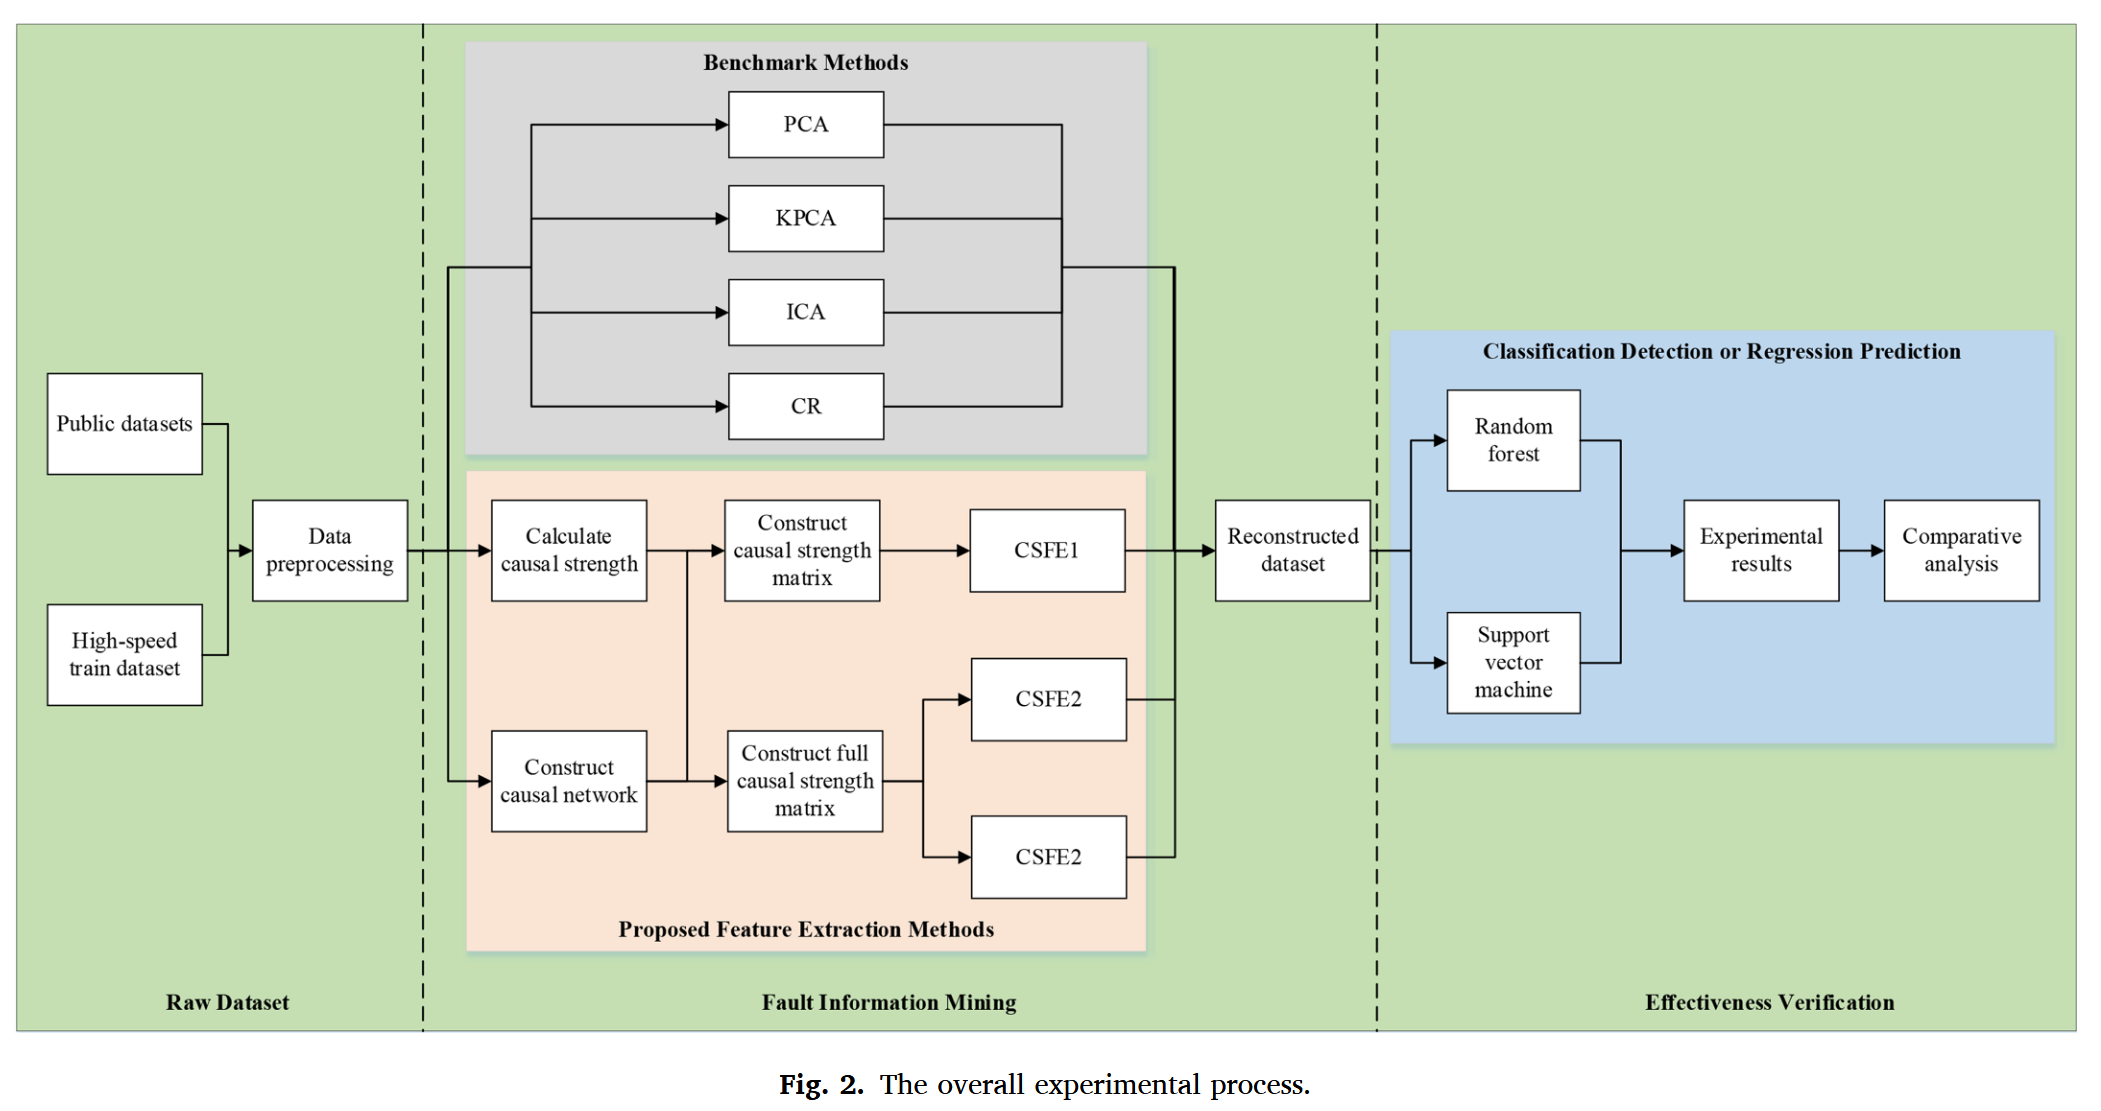 Benchmark Methods
PCA
KPCA
ICA
CR
Public datasets
High-speed
train dataset
Data
preprocessing
Calculate
causal strength
Construct
causal strength
matrix
CSFE1
Construct
causal network
Construct full
causal strength
matrix
CSFE2
CSFE2
Proposed Feature Extraction Methods
Reconstructed
dataset
Classification Detection or Regression Prediction
Random
forest
Support
vector
machine
Experimental
results
Comparative
analysis
Raw Dataset
Fault Information Mining
Effectiveness Verification
Fig. 2. The overall experimental process.